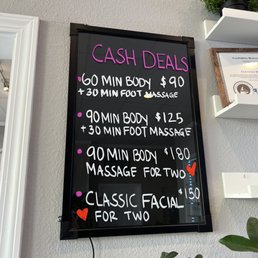 CASH DEALS
60 MIN BODY $90
+ 30 MIN FOOT MASSAGE
90 MIN BODY $125
+ 30 MIN FOOT MASSAGE
90 MIN BODY $180
MASSAGE FOR TWO
CLASSIC FACIAL $150
FOR TWO